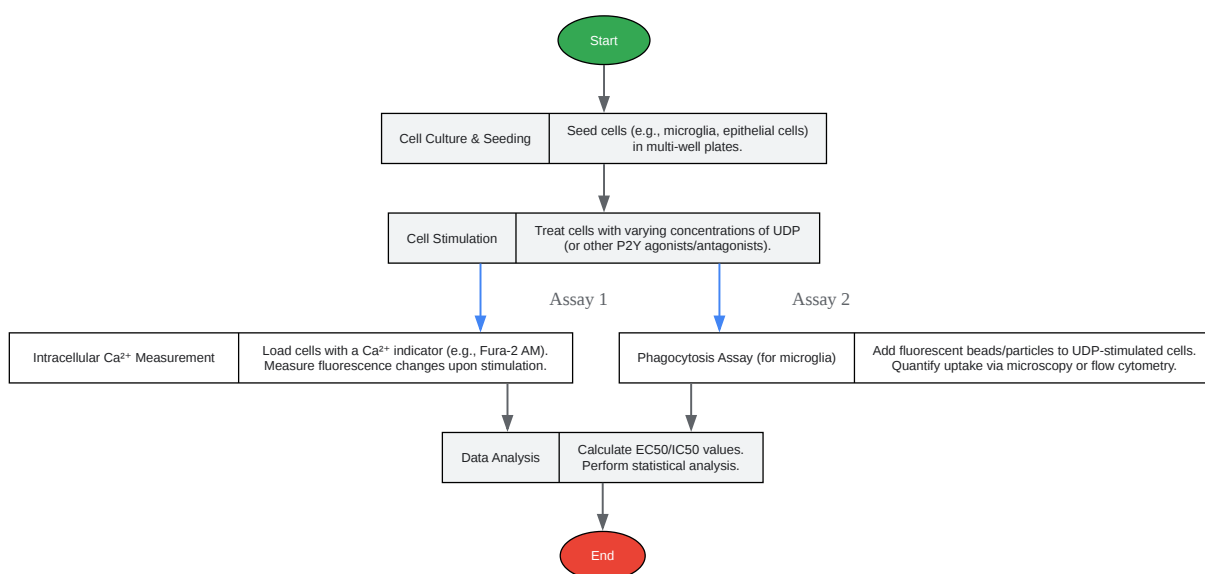 Start
Cell Culture & Seeding
Seed cells (e.g., microglia, epithelial cells)
in multi-well plates.
Cell Stimulation
Treat cells with varying concentrations of UDP
(or other P2Y agonists/antagonists).
Assay 1
Assay 2
Intracellular Ca²⁺ Measurement
Load cells with a Ca²⁺ indicator (e.g., Fura-2 AM).
Measure fluorescence changes upon stimulation.
Phagocytosis Assay (for microglia)
Add fluorescent beads/particles to UDP-stimulated cells.
Quantify uptake via microscopy or flow cytometry.
Data Analysis
Calculate EC50/IC50 values.
Perform statistical analysis.
End